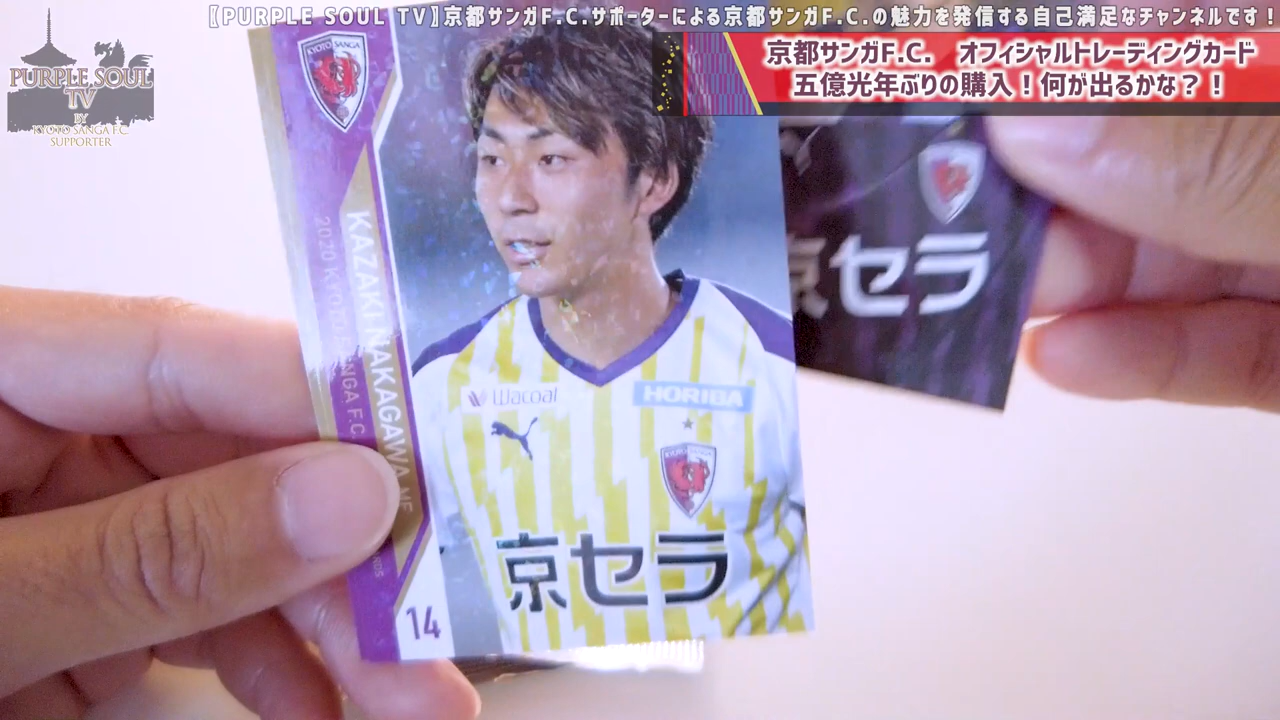 【PURPLE SOUL TV】京都サンガF.C.サポーターによる京都サンガF.C.の魅力を発信する自己満足なチャンネルです!
PURPLE SOUL
TV
BY
KYOTO SANGA F.C.
SUPPORTER
京都サンガF.C. オフィシャルトレーディングカード
五億光年ぶりの購入!何が出るかな?!
KYOTO SANGA
KAZAKI NAKAGAWA MF
2020 KYOTO SANGA F.C.
Wacoal
HORIBA
KYOTO SANGA
京セラ
14
京セラ